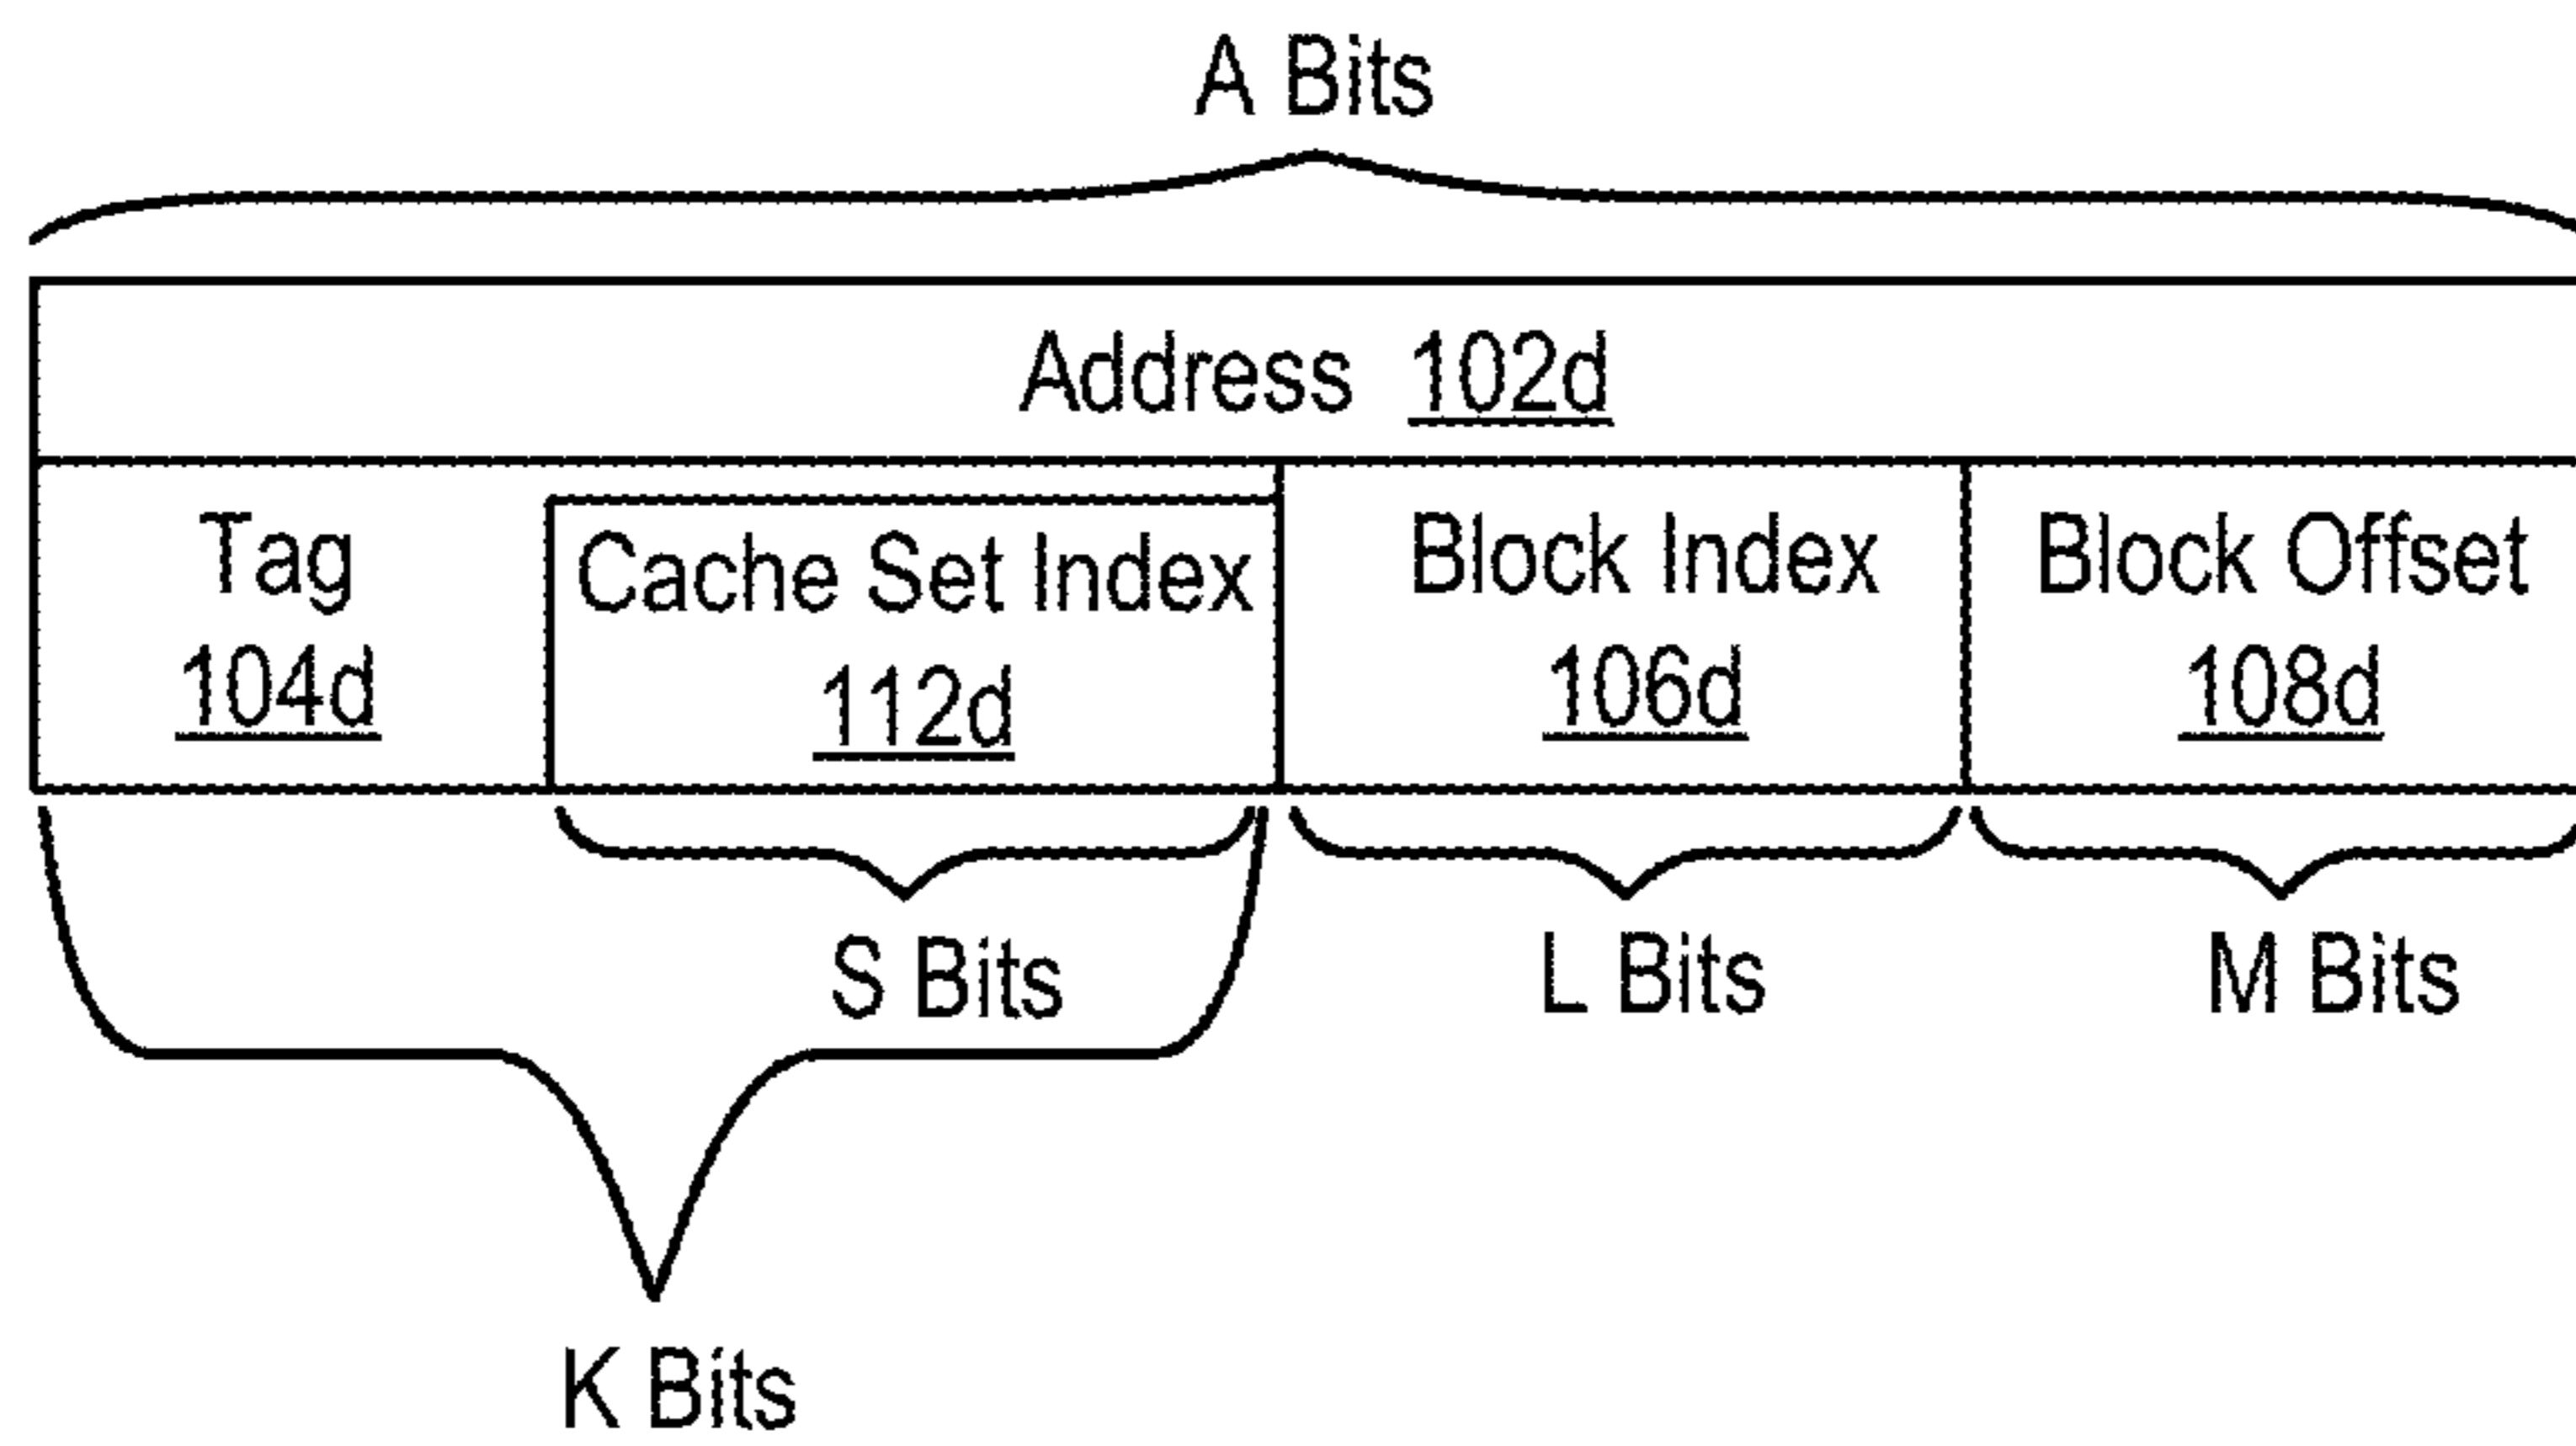 A Bits
Address 102d
Tag
104d
Cache Set Index
112d
Block Index
106d
Block Offset
108d
S Bits
L Bits
M Bits
K Bits